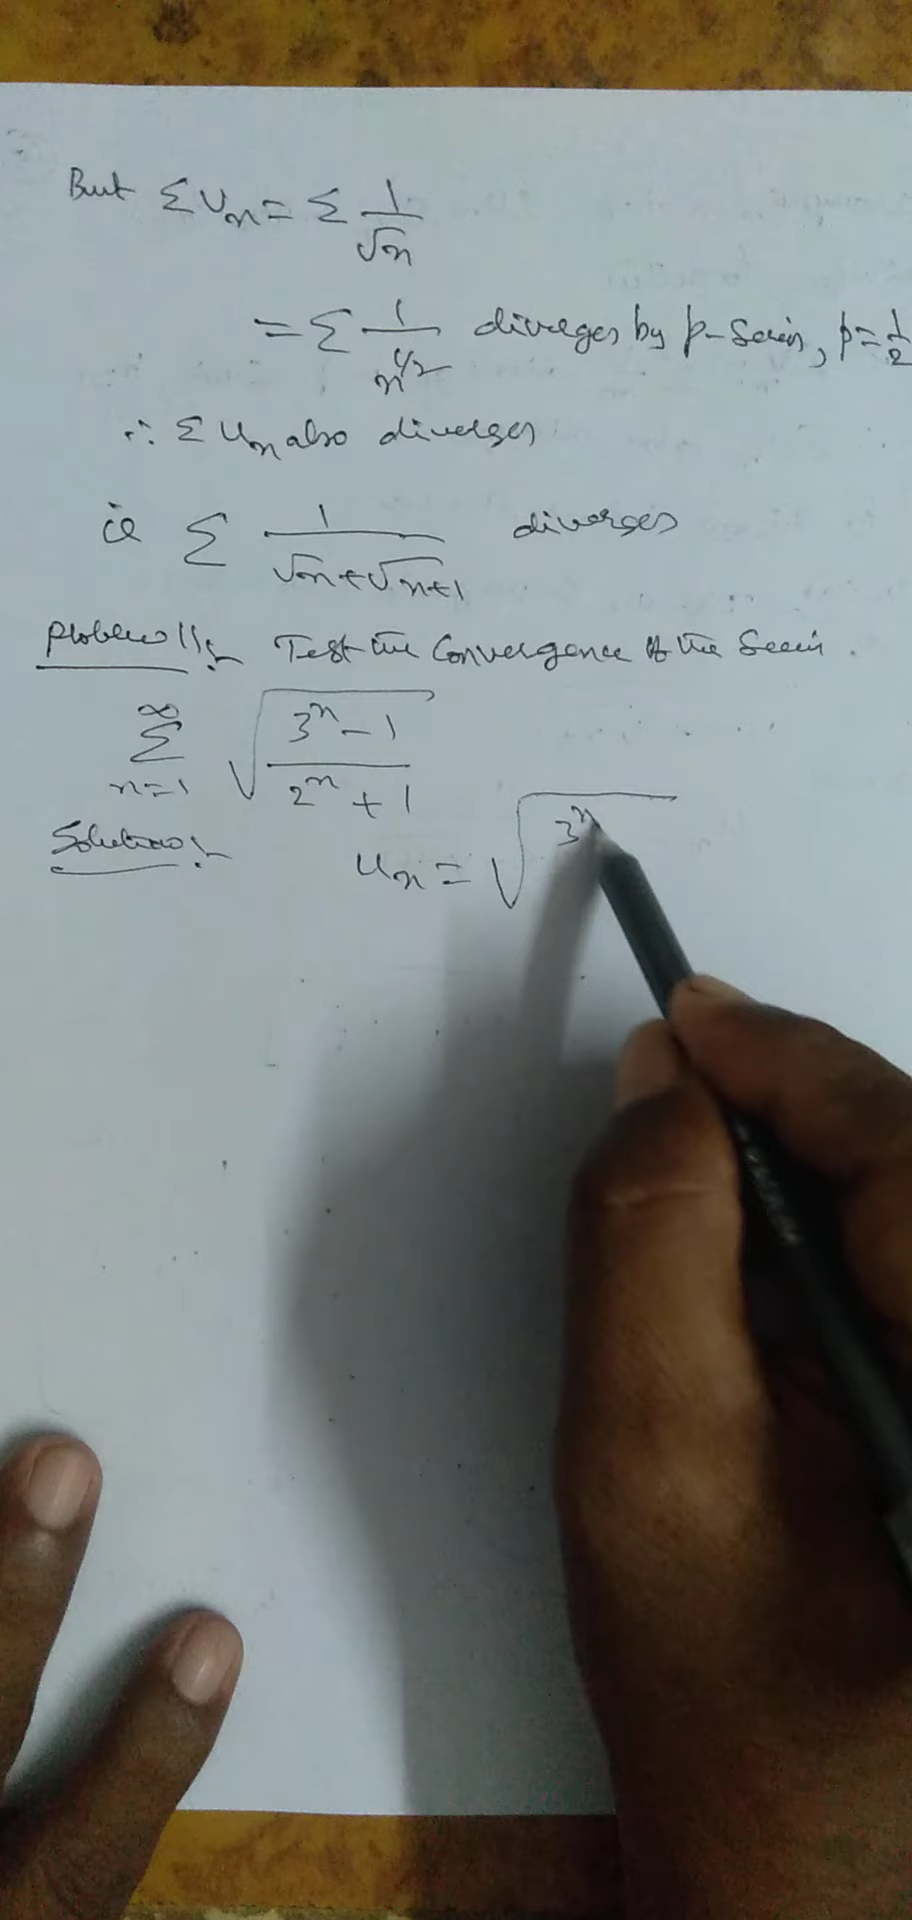 But Σ Vn = Σ 1/√n
= Σ 1/n^1/2 diverges by p-Series, p = 1/2
∴ Σ Un also diverges
ie Σ 1/(√n + √n+1) diverges
Problem 11:- Test the Convergence of the Series.
∞ Σ n=1 √((3^n - 1)/(2^n + 1))
Solution:- Un = √(3^n